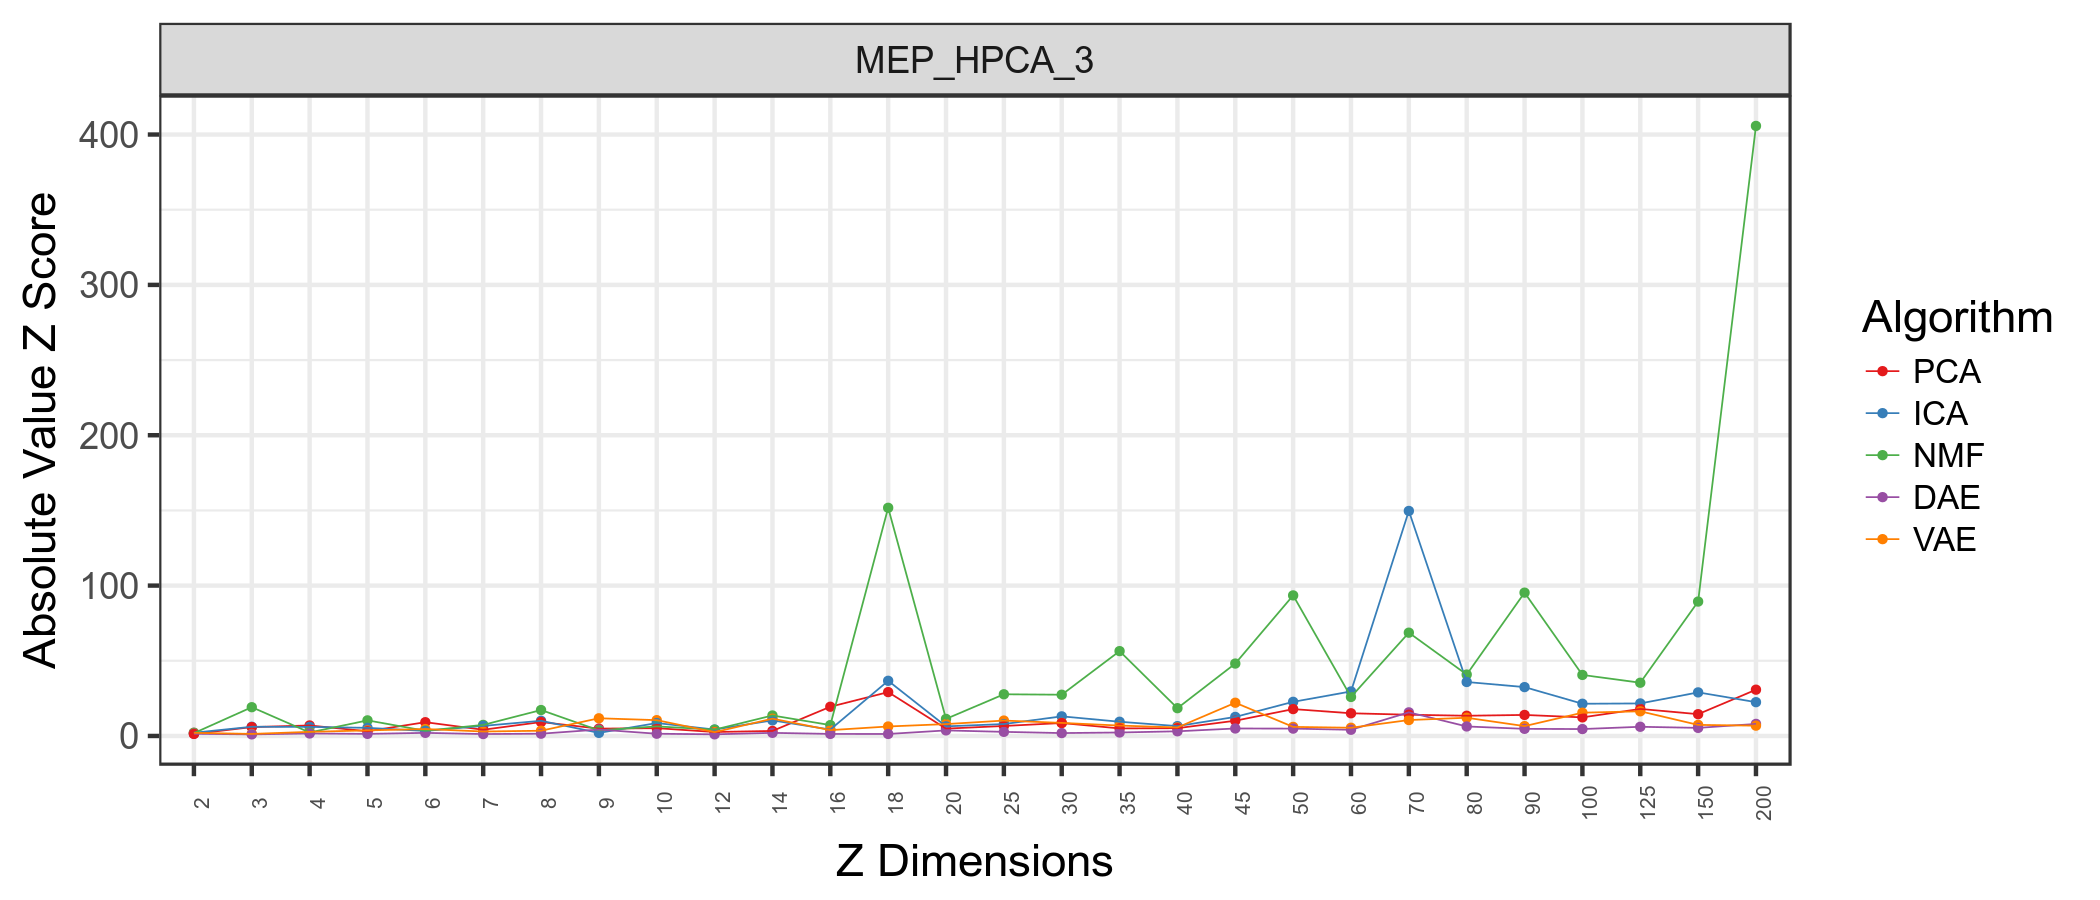 MEP_HPCA_3
Absolute Value Z Score
400
300
200
100
0
2 3 4 5 6 7 8 9 10 12 14 16 18 20 25 30 35 40 45 50 60 70 80 90 100 125 150 200
Z Dimensions
Algorithm
PCA
ICA
NMF
DAE
VAE